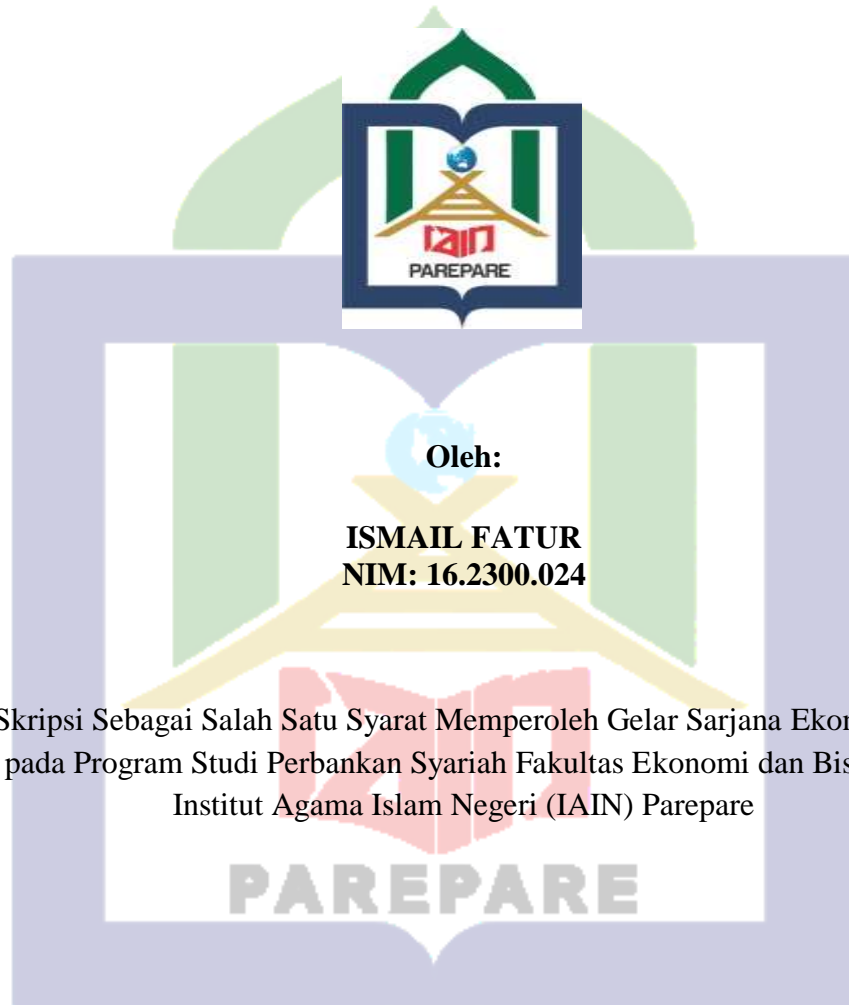 IAIN
PAREPARE
Oleh:
ISMAIL FATUR
NIM: 16.2300.024
Skripsi Sebagai Salah Satu Syarat Memperoleh Gelar Sarjana
pada Program Studi Perbankan Syariah Fakultas Ekonomi dan
Institut Agama Islam Negeri (IAIN) Parepare
IAIN
PAREPARE